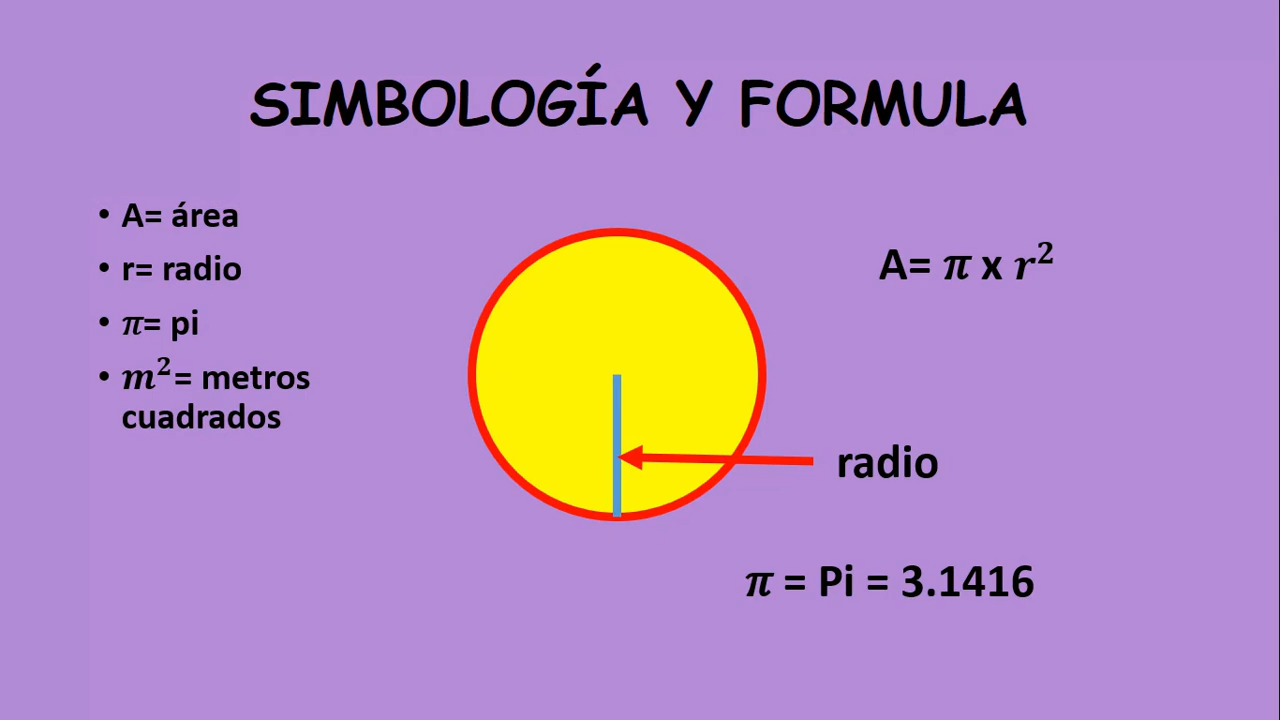 SIMBOLOGÍA Y FORMULA
• A= área
• r= radio
• π= pi
• m²= metros
cuadrados
A= π x r²
radio
π = Pi = 3.1416